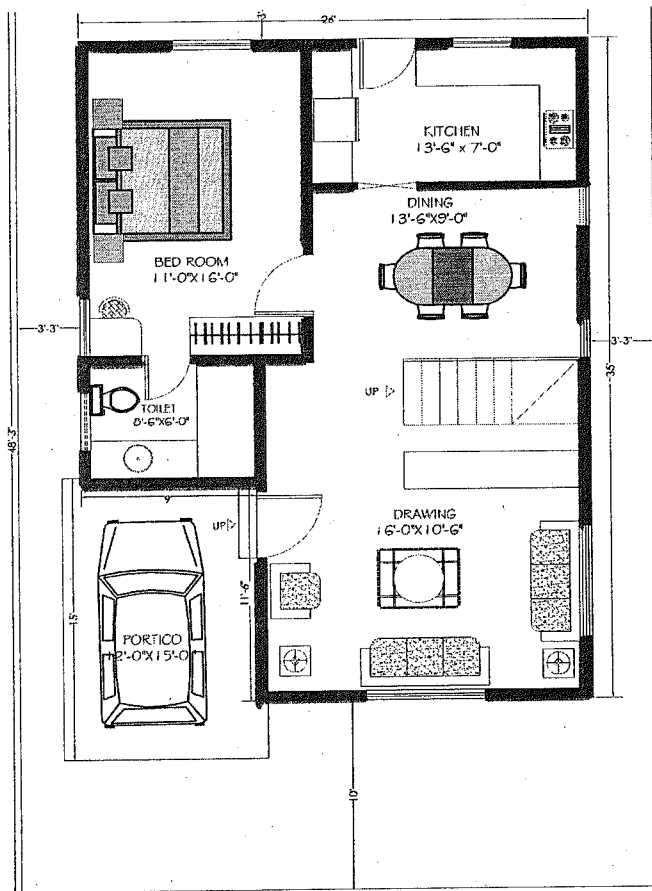 26'
KITCHEN
13'-6" x 7'-0"
DINING
13'-6"X9'-0"
BED ROOM
11'-0"X16'-0"
3'-3"
3'-3"
35'
UP
TOILET
8'-6"X6'-0"
48'-3"
9'
UP
DRAWING
16'-0"X10'-6"
11'-6"
15'
PORTICO
12'-0"X15'-0"
10'